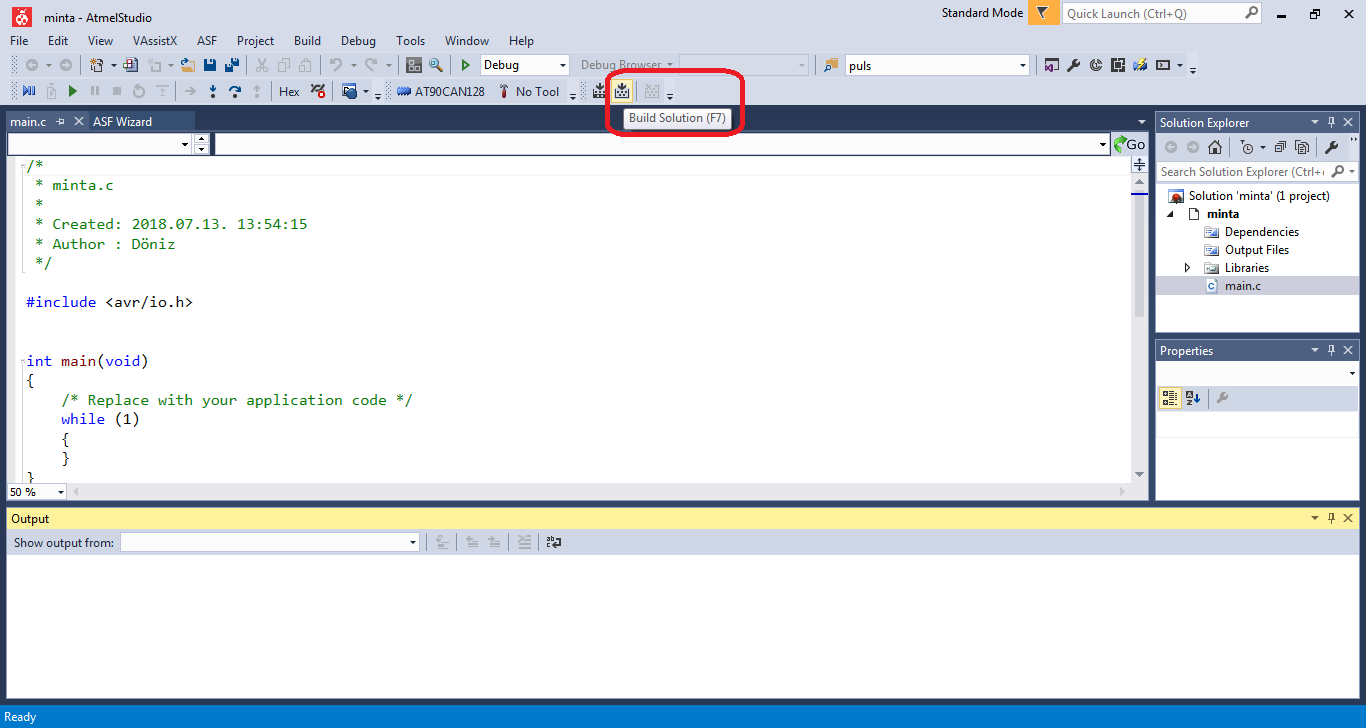 minta - AtmelStudio
Standard Mode
Quick Launch (Ctrl+Q)
File Edit View VAssistX ASF Project Build Debug Tools Window Help
Debug
Debug Browser
puls
Hex
AT90CAN128
No Tool
Build Solution (F7)
main.c
ASF Wizard
Go
/*
* minta.c
*
* Created: 2018.07.13. 13:54:15
* Author : Döniz
*/
#include <avr/io.h>
int main(void)
{
/* Replace with your application code */
while (1)
{
}
}
50 %
Solution Explorer
Search Solution Explorer (Ctrl+
Solution 'minta' (1 project)
minta
Dependencies
Output Files
Libraries
main.c
Properties
Output
Show output from:
Ready